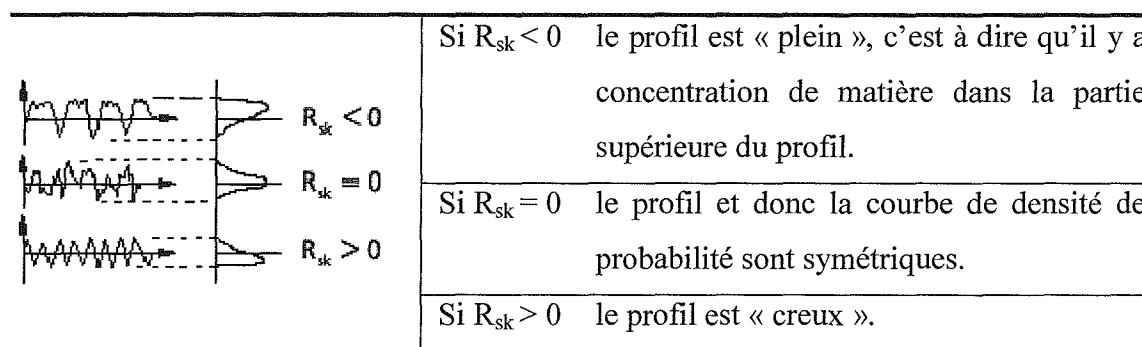 R_sk < 0
R_sk = 0
R_sk > 0
Si R_sk < 0 le profil est « plein », c’est à dire qu’il y a
concentration de matière dans la partie
supérieure du profil.
Si R_sk = 0 le profil et donc la courbe de densité de
probabilité sont symétriques.
Si R_sk > 0 le profil est « creux ».